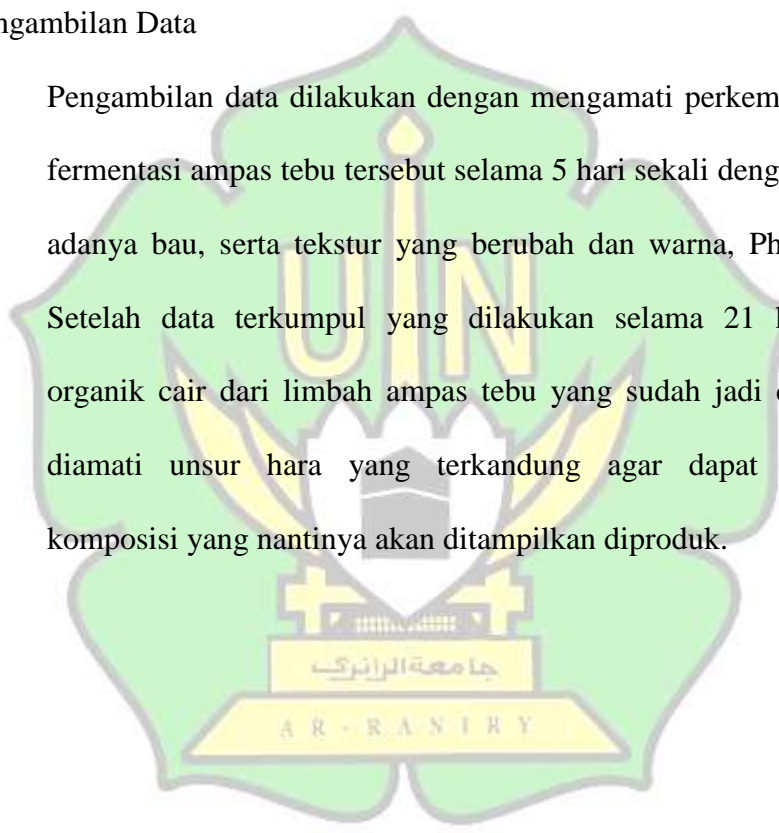 ngambilan Data
Pengambilan data dilakukan dengan mengamati perkem
fermentasi ampas tebu tersebut selama 5 hari sekali deng
adanya bau, serta tekstur yang berubah dan warna, Ph
Setelah data terkumpul yang dilakukan selama 21
organik cair dari limbah ampas tebu yang sudah jadi
diamati unsur hara yang terkandung agar dapat
komposisi yang nantinya akan ditampilkan diproduk.
UIN
جامعة الرانري
AR-RANIRY